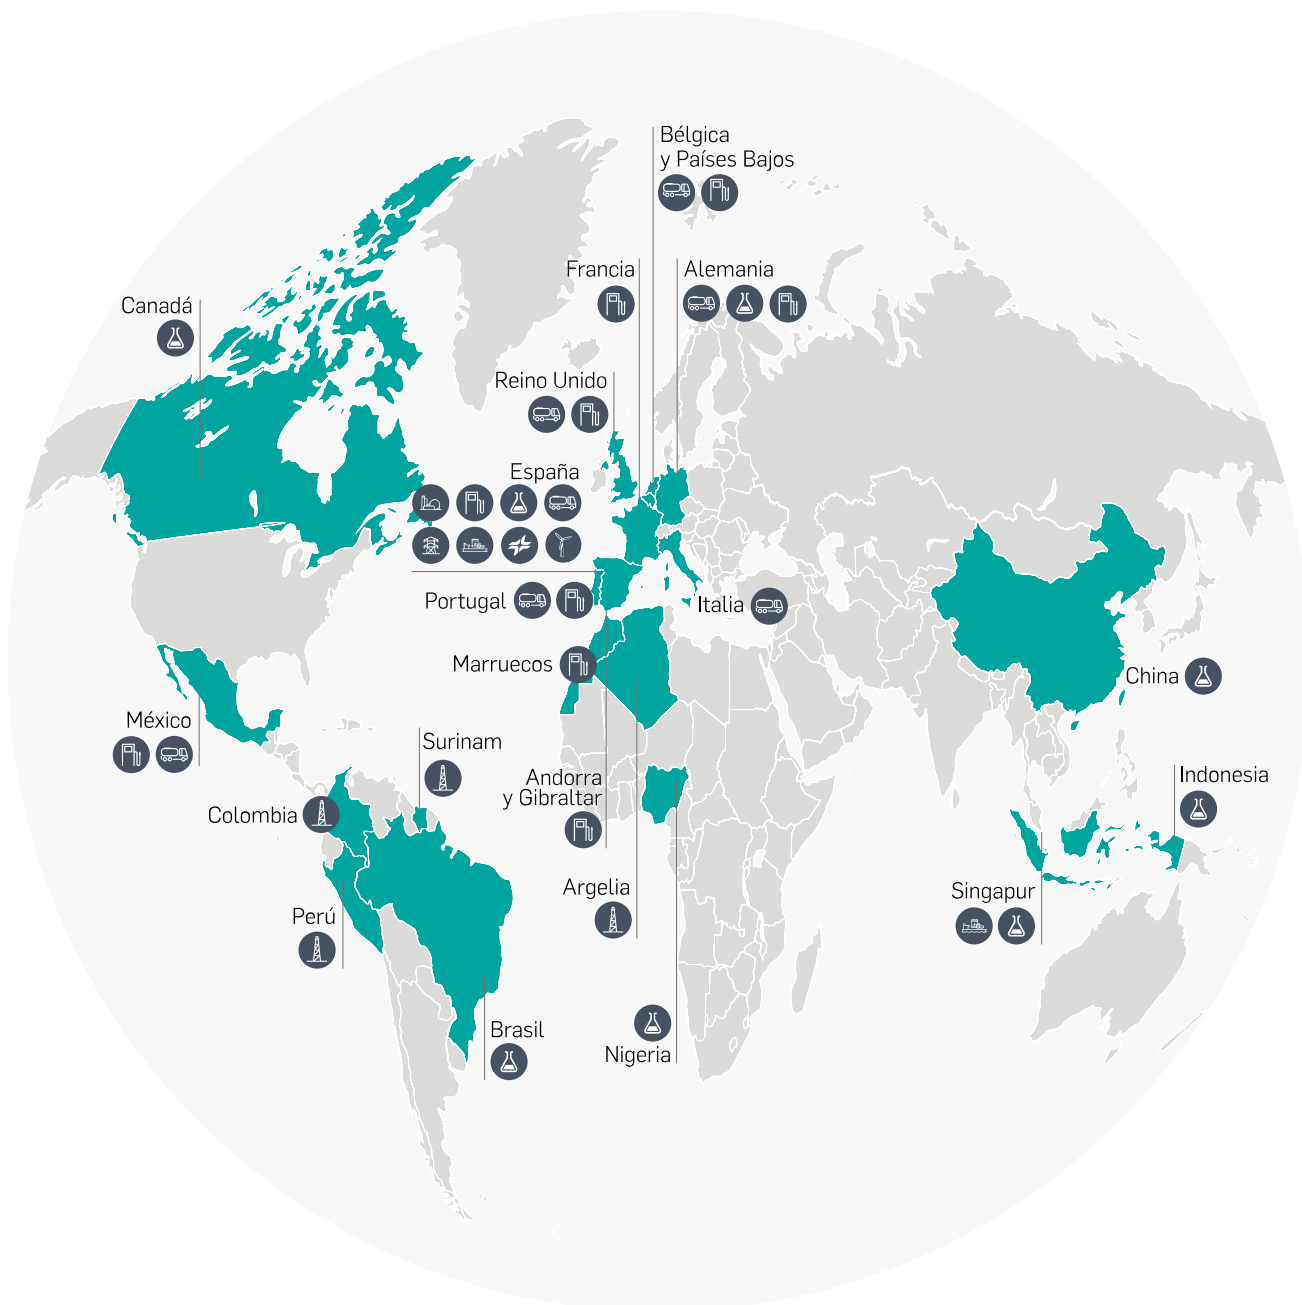 Bélgica
y Países Bajos
Francia
Alemania
Canadá
Reino Unido
España
Portugal
Italia
Marruecos
China
México
Surinam
Andorra
y Gibraltar
Indonesia
Colombia
Argelia
Singapur
Perú
Brasil
Nigeria